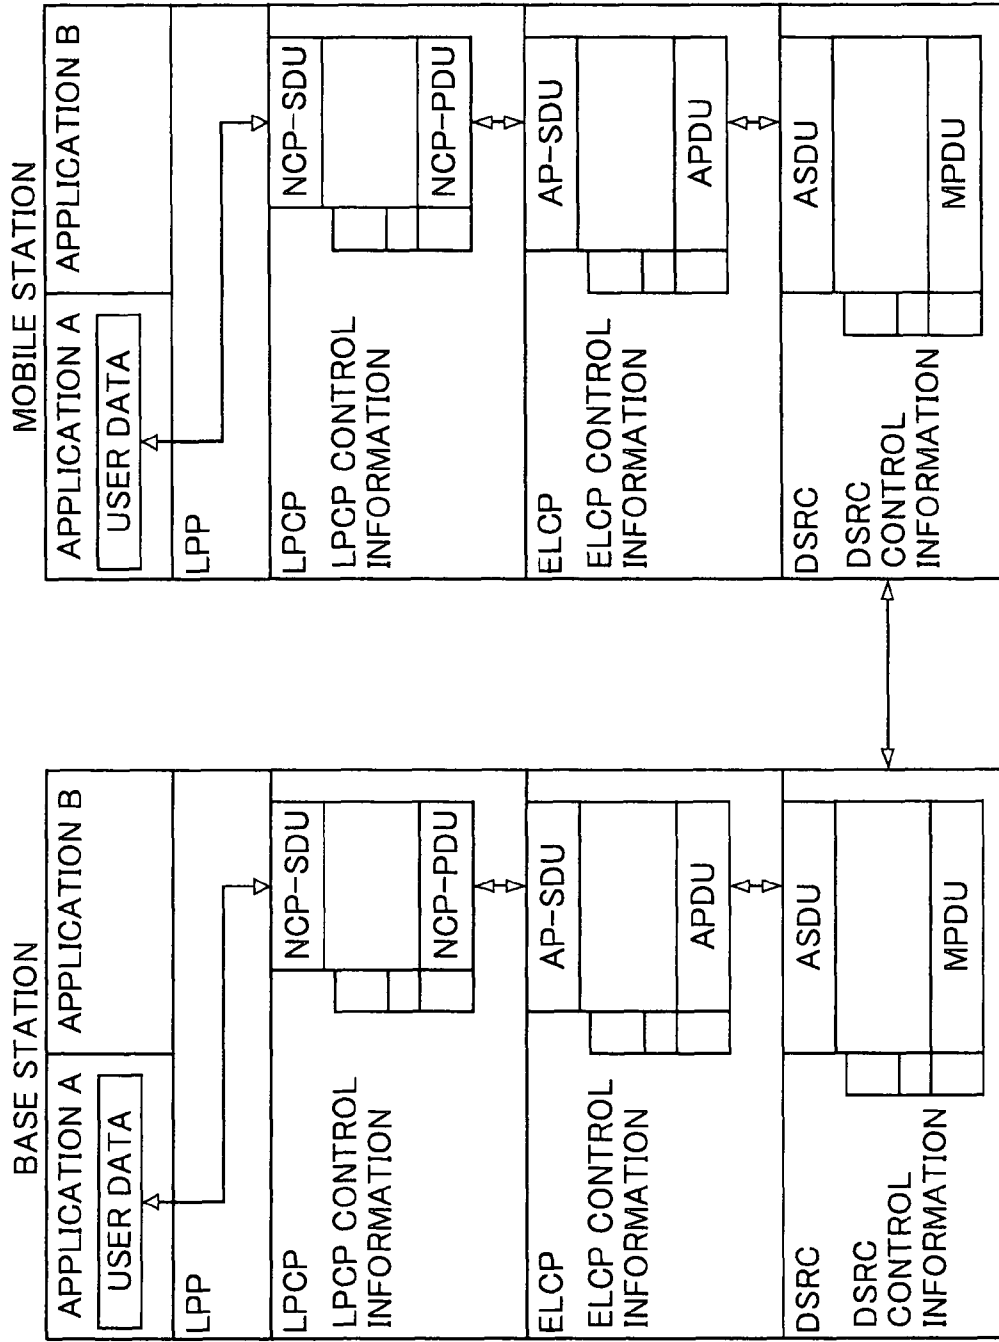 BASE STATION
APPLICATION A
APPLICATION B
USER DATA
LPP
LPCP
NCP-SDU
LPCP CONTROL
INFORMATION
NCP-PDU
ELCP
AP-SDU
ELCP CONTROL
INFORMATION
APDU
DSRC
ASDU
DSRC
CONTROL
INFORMATION
MPDU
MOBILE STATION
APPLICATION A
APPLICATION B
USER DATA
LPP
LPCP
NCP-SDU
LPCP CONTROL
INFORMATION
NCP-PDU
ELCP
AP-SDU
ELCP CONTROL
INFORMATION
APDU
DSRC
ASDU
DSRC
CONTROL
INFORMATION
MPDU